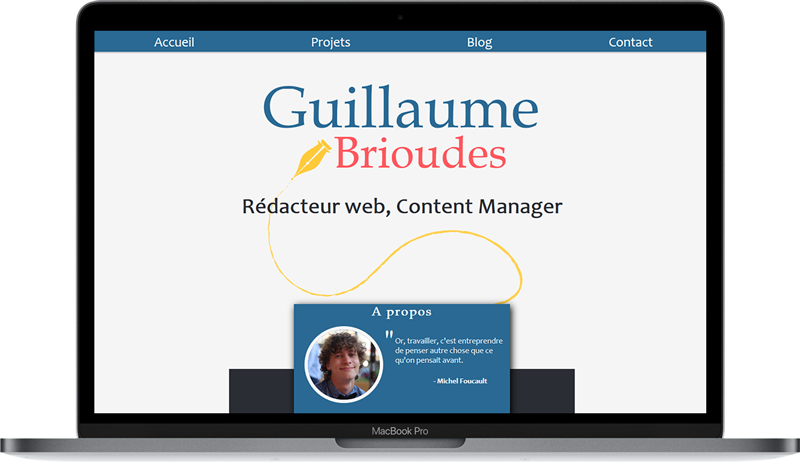 Accueil Projets Blog Contact
Guillaume
Brioudes
Rédacteur web, Content Manager
A propos
" Or, travailler, c'est entreprendre
de penser autre chose que ce
qu'on pensait avant.
- Michel Foucault
MacBook Pro